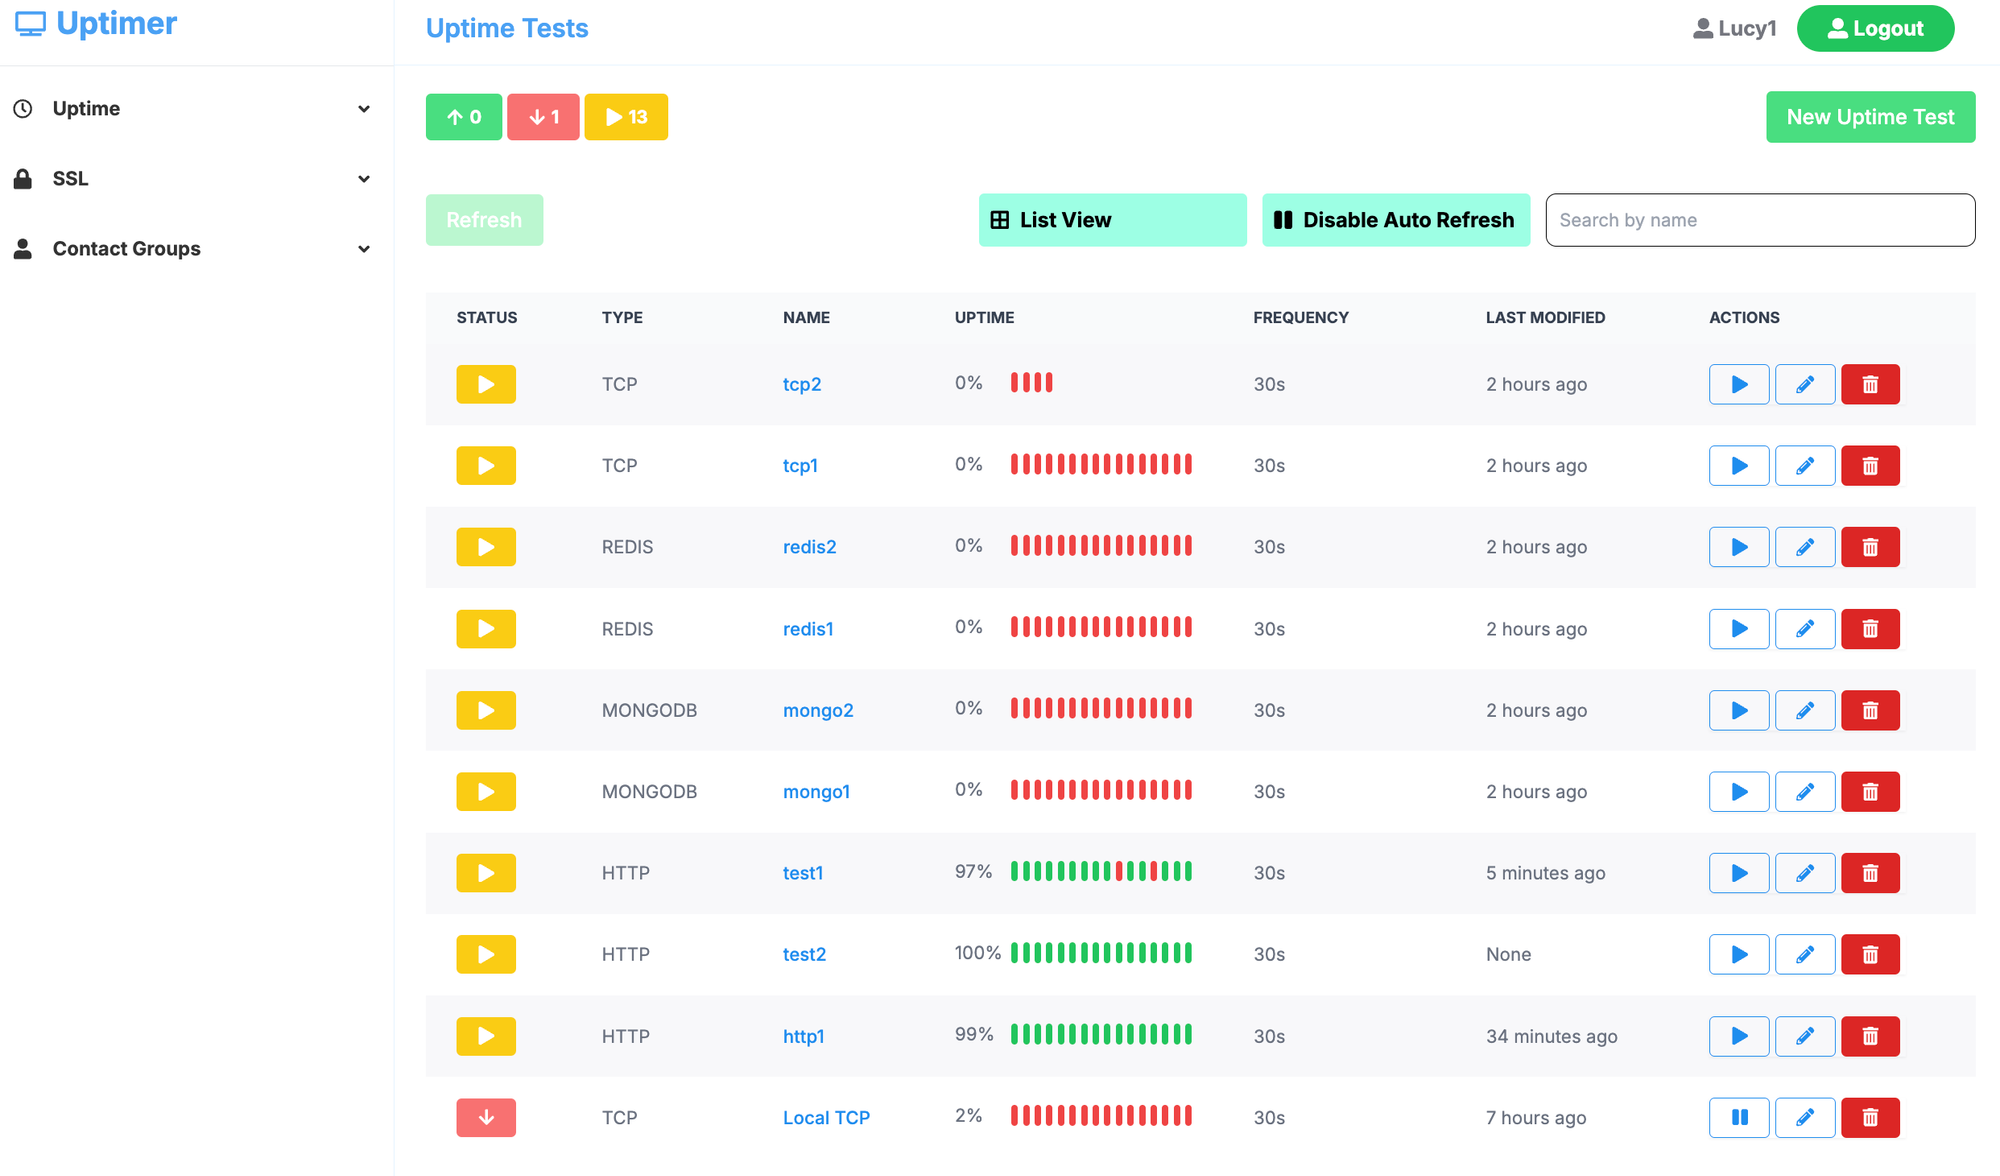 Uptimer
Uptime Tests
Lucy1
Logout
Uptime
SSL
Contact Groups
0 1 13
New Uptime Test
Refresh
List View
Disable Auto Refresh
Search by name
STATUS TYPE NAME UPTIME FREQUENCY LAST MODIFIED ACTIONS
TCP tcp2 0% 30s 2 hours ago
TCP tcp1 0% 30s 2 hours ago
REDIS redis2 0% 30s 2 hours ago
REDIS redis1 0% 30s 2 hours ago
MONGODB mongo2 0% 30s 2 hours ago
MONGODB mongo1 0% 30s 2 hours ago
HTTP test1 97% 30s 5 minutes ago
HTTP test2 100% 30s None
HTTP http1 99% 30s 34 minutes ago
TCP Local TCP 2% 30s 7 hours ago